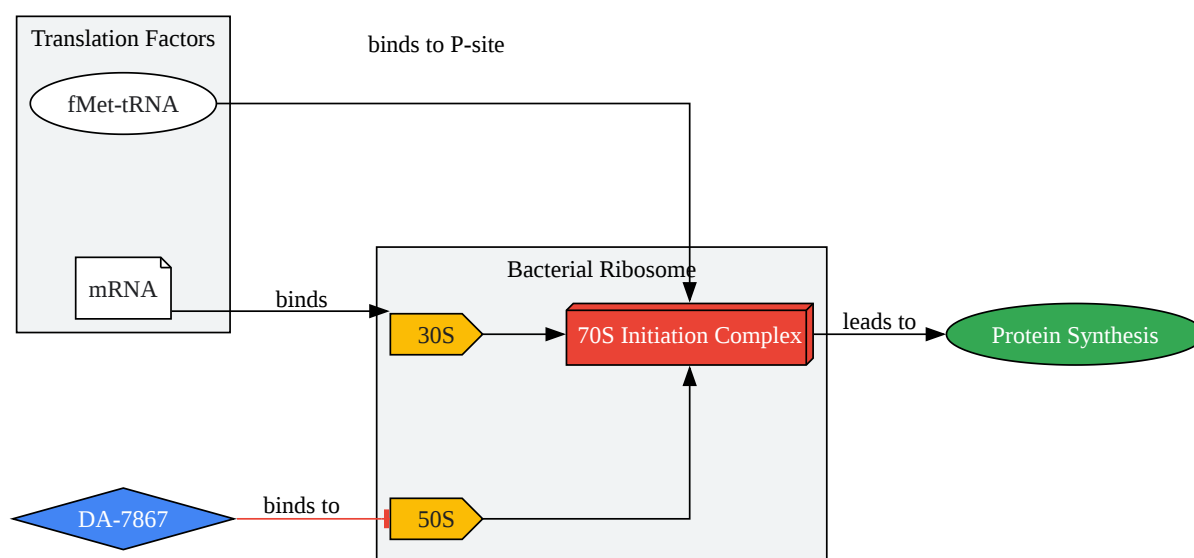 Translation Factors
binds to P-site
fMet-tRNA
Bacterial Ribosome
mRNA
binds
30S
70S Initiation Complex
leads to
Protein Synthesis
DA-7867
binds to
50S